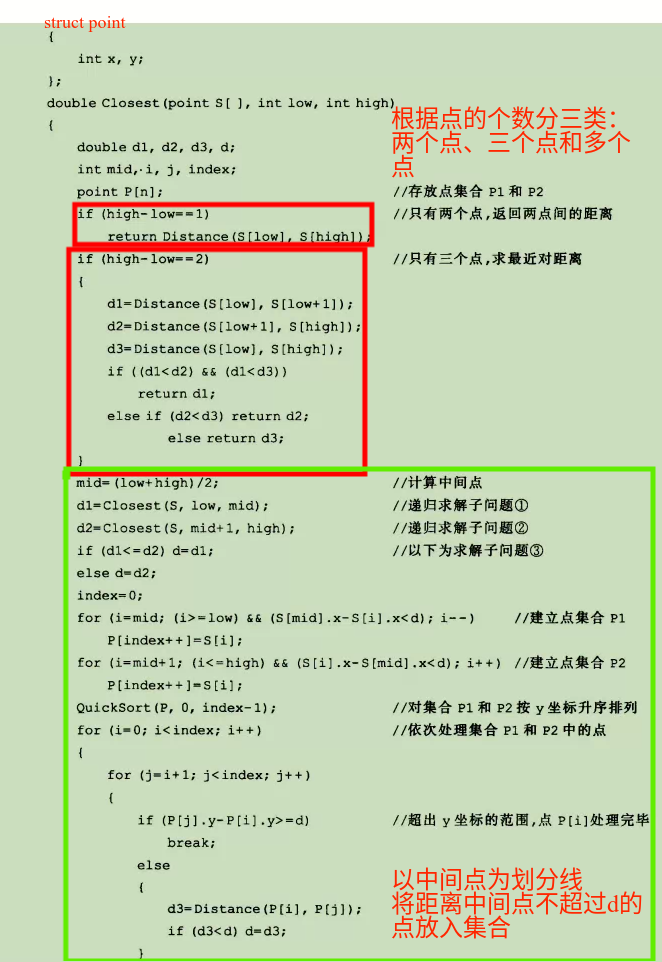 struct point
{
int x, y;
};
double Closest(point S[ ], int low, int high)
{
根据点的个数分三类：
两个点、三个点和多个
点
double d1, d2, d3, d;
int mid, i, j, index;
point P[n]; //存放点集合 P1 和 P2
if (high-low==1) //只有两个点,返回两点间的距离
return Distance(S[low], S[high]);
if (high-low==2) //只有三个点,求最近对距离
{
d1=Distance(S[low], S[low+1]);
d2=Distance(S[low+1], S[high]);
d3=Distance(S[low], S[high]);
if ((d1<d2) && (d1<d3))
return d1;
else if (d2<d3) return d2;
else return d3;
}
mid=(low+high)/2; //计算中间点
d1=Closest(S, low, mid); //递归求解子问题①
d2=Closest(S, mid+1, high); //递归求解子问题②
if (d1<=d2) d=d1; //以下为求解子问题③
else d=d2;
index=0;
for (i=mid; (i>=low) && (S[mid].x-S[i].x<d); i--) //建立点集合 P1
P[index++]=S[i];
for (i=mid+1; (i<=high) && (S[i].x-S[mid].x<d); i++) //建立点集合 P2
P[index++]=S[i];
QuickSort(P, 0, index-1); //对集合 P1 和 P2 按 y 坐标升序排列
for (i=0; i<index; i++) //依次处理集合 P1 和 P2 中的点
{
for (j=i+1; j<index; j++)
{
if (P[j].y-P[i].y>=d) //超出 y 坐标的范围,点 P[i]处理完毕
break;
else
{
d3=Distance(P[i], P[j]);
if (d3<d) d=d3;
}
以中间点为划分线
将距离中间点不超过d的
点放入集合